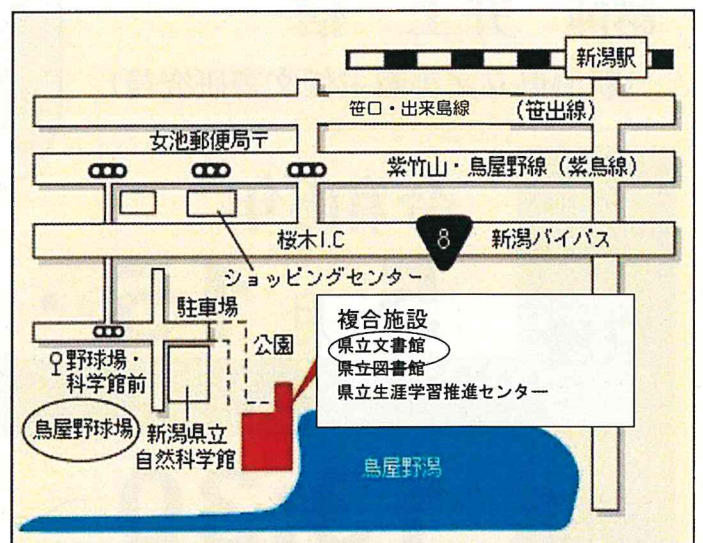 新潟駅
笹口・出来島線 (笹出線)
女池郵便局〒
紫竹山・鳥屋野線(紫鳥線)
桜木I.C
8
新潟バイパス
ショッピングセンター
駐車場
公園
複合施設
県立文書館
県立図書館
県立生涯学習推進センター
野球場・
科学館前
鳥屋野球場
新潟県立
自然科学館
鳥屋野潟